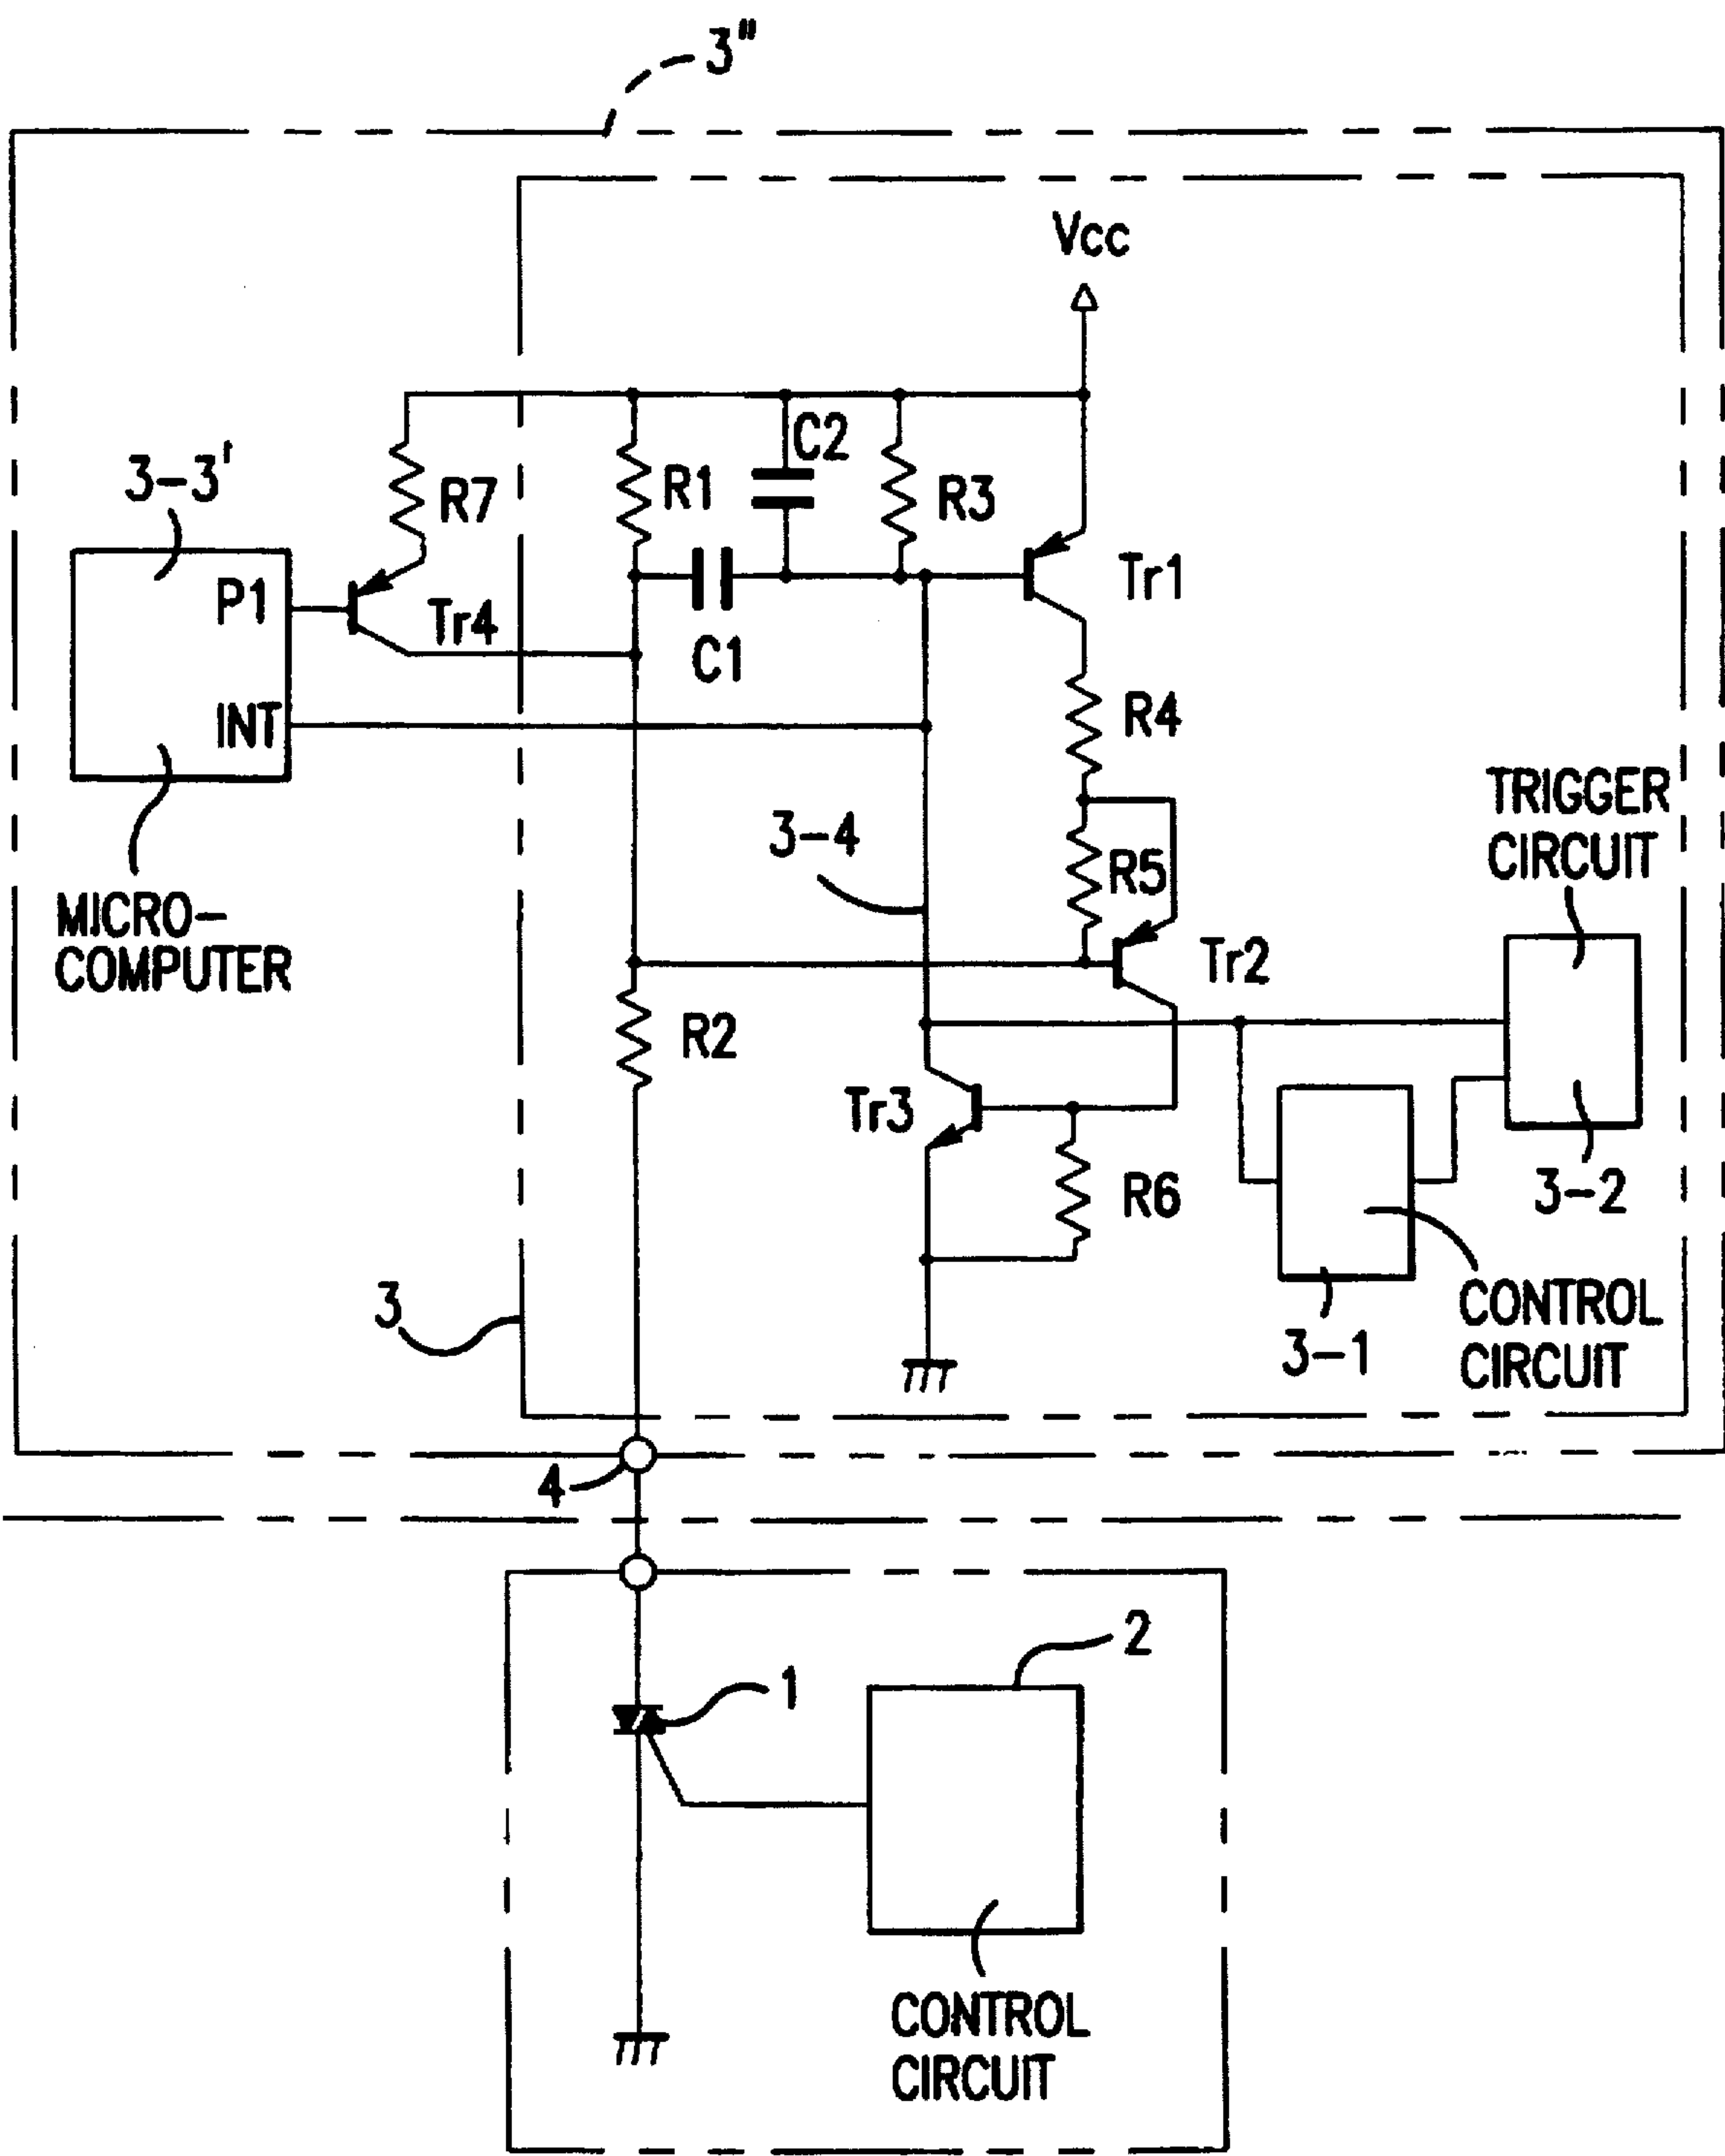 3"
Vcc
C2
3-3'
R7
R1
R3
P1
Tr4
C1
Tr1
INT
R4
3-4
TRIGGER
CIRCUIT
R5
MICRO-
COMPUTER
Tr2
R2
Tr3
R6
3-2
3
3-1
CONTROL
CIRCUIT
4
2
1
CONTROL
CIRCUIT